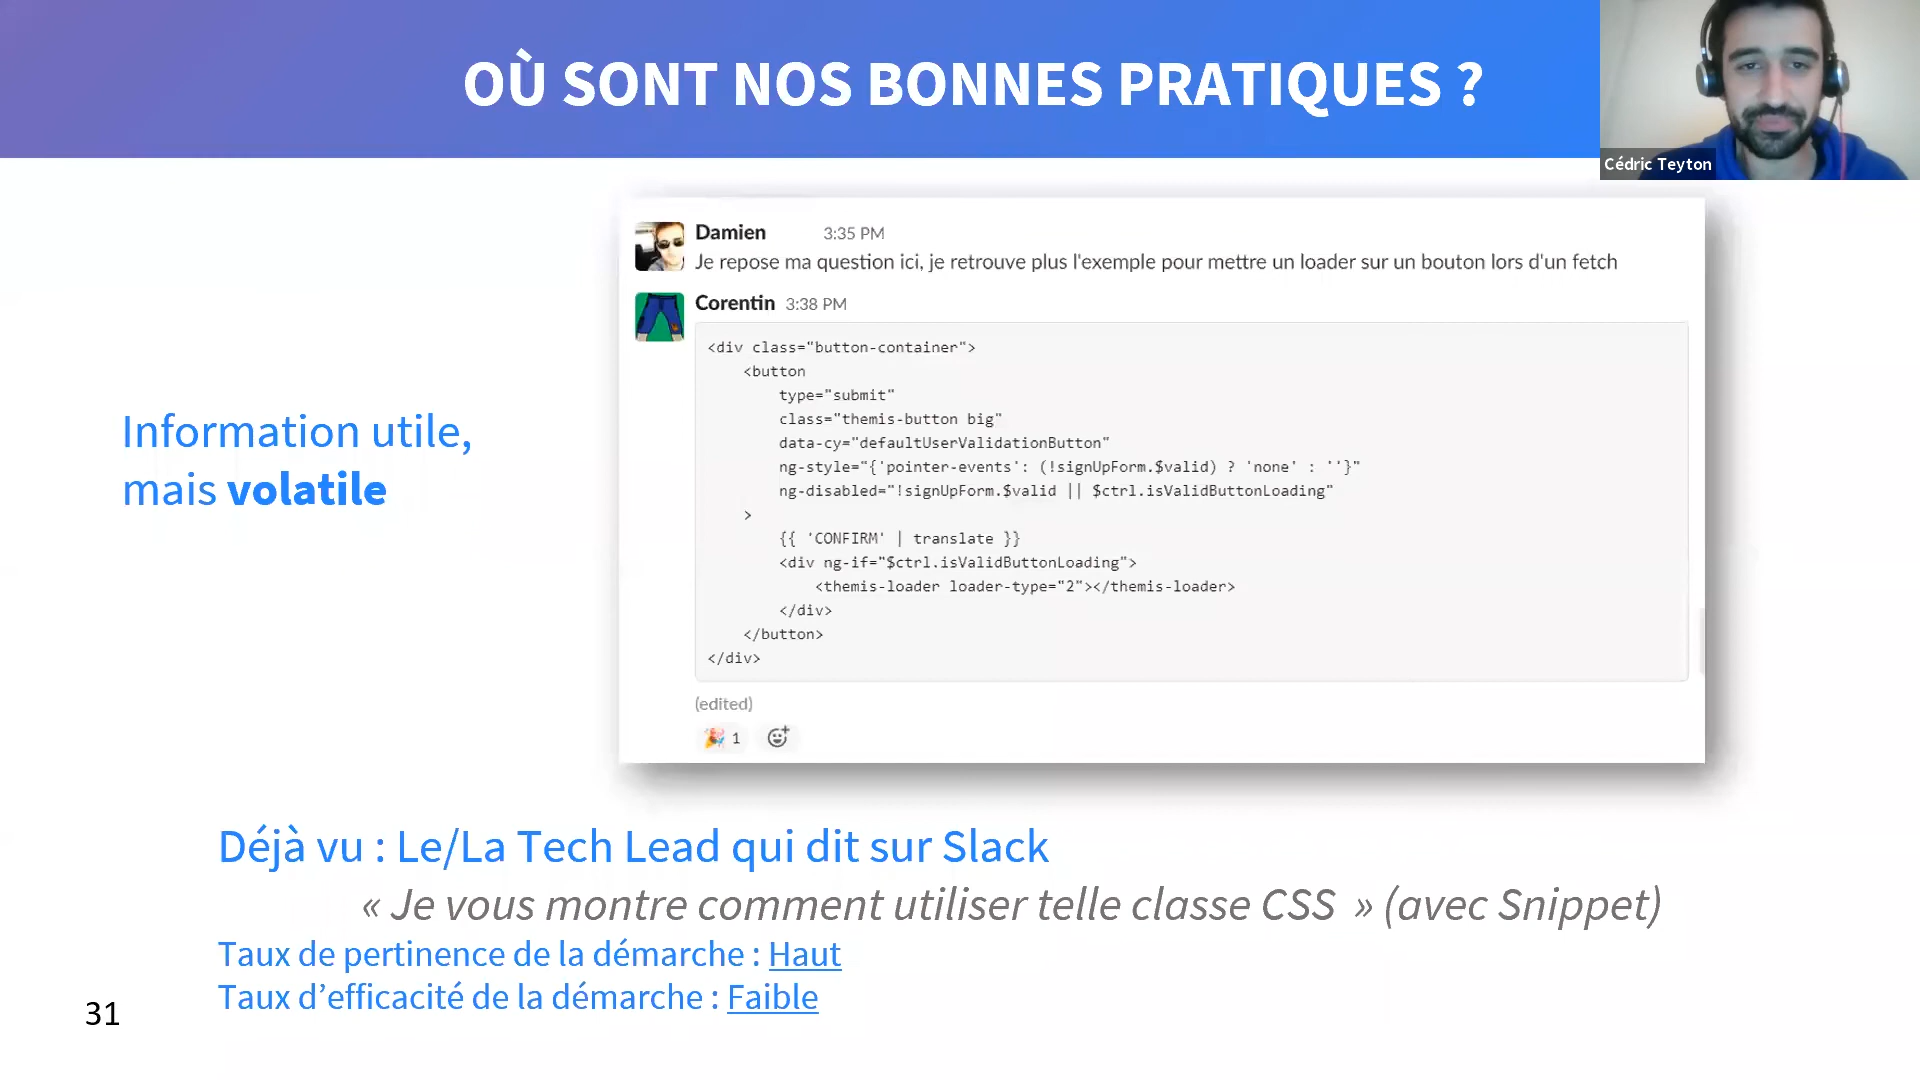 OÙ SONT NOS BONNES PRATIQUES ?
Cédric Teyton
Damien 3:35 PM
Je repose ma question ici, je retrouve plus l'exemple pour mettre un loader sur un bouton lors d'un fetch
Corentin 3:38 PM
<div class="button-container">
<button
type="submit"
class="themis-button big"
data-cy="defaultUserValidationButton"
ng-style="{'pointer-events': (!signUpForm.$valid) ? 'none' : ''}"
ng-disabled="!signUpForm.$valid || $ctrl.isValidButtonLoading"
>
{{ 'CONFIRM' | translate }}
<div ng-if="$ctrl.isValidButtonLoading">
<themis-loader loader-type="2"></themis-loader>
</div>
</button>
</div>
(edited)
1
Information utile,
mais volatile
Déjà vu : Le/La Tech Lead qui dit sur Slack
« Je vous montre comment utiliser telle classe CSS » (avec Snippet)
Taux de pertinence de la démarche : Haut
Taux d’efficacité de la démarche : Faible
31